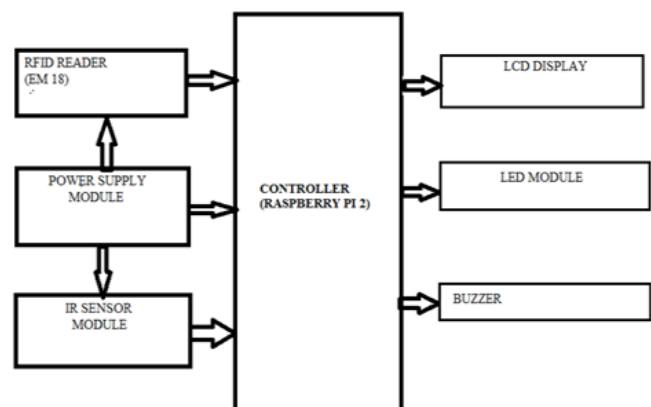 RFID READER
(EM 18)
POWER SUPPLY
MODULE
IR SENSOR
MODULE
CONTROLLER
(RASPBERRY PI 2)
LCD DISPLAY
LED MODULE
BUZZER